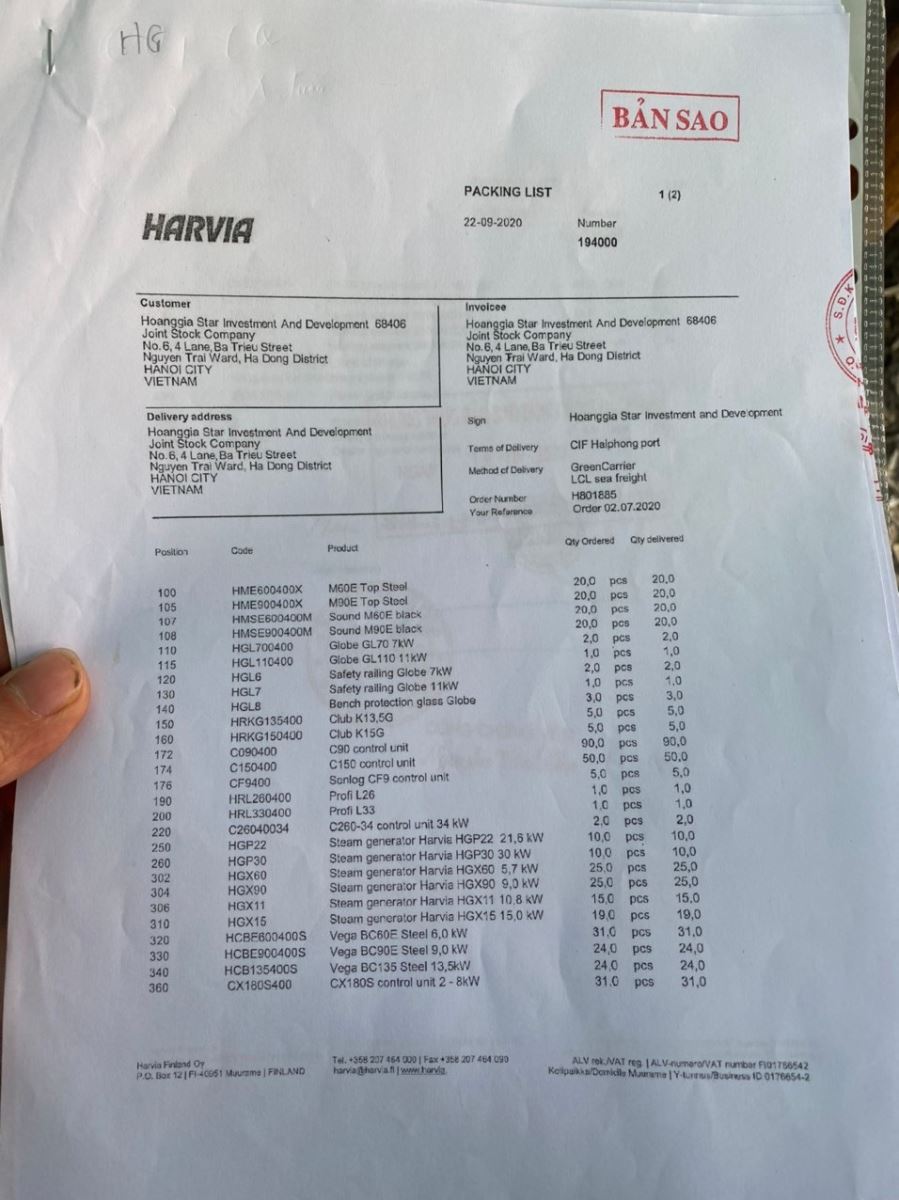 HG
BẢN SAO
PACKING LIST 1 (2)
HARVIA
22-09-2020 Number
194000
Customer
Hoanggia Star Investment And Development 68406
Joint Stock Company
No.6, 4 Lane, Ba Trieu Street
Nguyen Trai Ward, Ha Dong District
HANOI CITY
VIETNAM
Invoicee
Hoanggia Star Investment And Development 68406
Joint Stock Company
No.6, 4 Lane, Ba Trieu Street
Nguyen Trai Ward, Ha Dong District
HANOI CITY
VIETNAM
Delivery address
Hoanggia Star Investment And Development
Joint Stock Company
No.6, 4 Lane, Ba Trieu Street
Nguyen Trai Ward, Ha Dong District
HANOI CITY
VIETNAM
Sign Hoanggia Star Investment and Development
Terms of Delivery CIF Haiphong port
Method of Delivery GreenCarrier
LCL sea freight
Order Number H801885
Your Reference Order 02.07.2020
Position Code Product Qty Ordered Qty delivered
100 HME600400X M60E Top Steel 20,0 pcs 20,0
105 HME900400X M90E Top Steel 20,0 pcs 20,0
107 HMSE600400M Sound M60E black 20,0 pcs 20,0
108 HMSE900400M Sound M90E black 20,0 pcs 20,0
110 HGL700400 Globe GL70 7kW 2,0 pcs 2,0
115 HGL110400 Globe GL110 11kW 1,0 pcs 1,0
120 HGL6 Safety railing Globe 7kW 2,0 pcs 2,0
130 HGL7 Safety railing Globe 11kW 1,0 pcs 1,0
140 HGL8 Bench protection glass Globe 3,0 pcs 3,0
150 HRKG135400 Club K13,5G 5,0 pcs 5,0
160 HRKG150400 Club K15G 5,0 pcs 5,0
172 C090400 C90 control unit 90,0 pcs 90,0
174 C150400 C150 control unit 50,0 pcs 50,0
176 CF9400 Senlog CF9 control unit 5,0 pcs 5,0
190 HRL260400 Profi L26 1,0 pcs 1,0
200 HRL330400 Profi L33 1,0 pcs 1,0
220 C26040034 C260-34 control unit 34 kW 2,0 pcs 2,0
250 HGP22 Steam generator Harvia HGP22 21,6 kW 10,0 pcs 10,0
260 HGP30 Steam generator Harvia HGP30 30 kW 10,0 pcs 10,0
302 HGX60 Steam generator Harvia HGX60 5,7 kW 25,0 pcs 25,0
304 HGX90 Steam generator Harvia HGX90 9,0 kW 25,0 pcs 25,0
306 HGX11 Steam generator Harvia HGX11 10,8 kW 15,0 pcs 15,0
310 HGX15 Steam generator Harvia HGX15 15,0 kW 19,0 pcs 19,0
320 HCBE600400S Vega BC60E Steel 6,0 kW 31,0 pcs 31,0
330 HCBE900400S Vega BC90E Steel 9,0 kW 24,0 pcs 24,0
340 HCB135400S Vega BC135 Steel 13,5kW 24,0 pcs 24,0
360 CX180S400 CX180S control unit 2 - 8kW 31,0 pcs 31,0
Harvia Finland Oy
P.O. Box 12 | FI-40951 Muurame | FINLAND
Tel. +358 207 464 000 | Fax +358 207 464 090
harvia@harvia.fi | www.harvia.
ALV rek./VAT reg. | ALV-numero/VAT number FI01766542
Kotipaikka/Domicile Muurame | Y-tunnus/Business ID 0176654-2
S.Đ.K